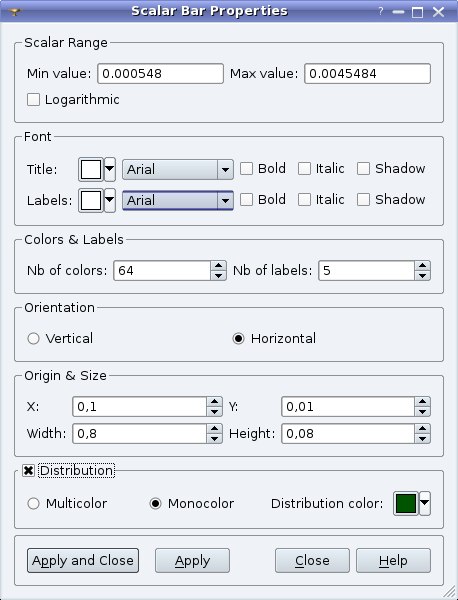 Scalar Bar Properties ?
Scalar Range
Min value: 0.000548 Max value: 0.0045484
Logarithmic
Font
Title: Arial Bold Italic Shadow
Labels: Arial Bold Italic Shadow
Colors & Labels
Nb of colors: 64 Nb of labels: 5
Orientation
Vertical Horizontal
Origin & Size
X: 0,1 Y: 0,01
Width: 0,8 Height: 0,08
Distribution
Multicolor Monocolor Distribution color:
Apply and Close Apply Close Help